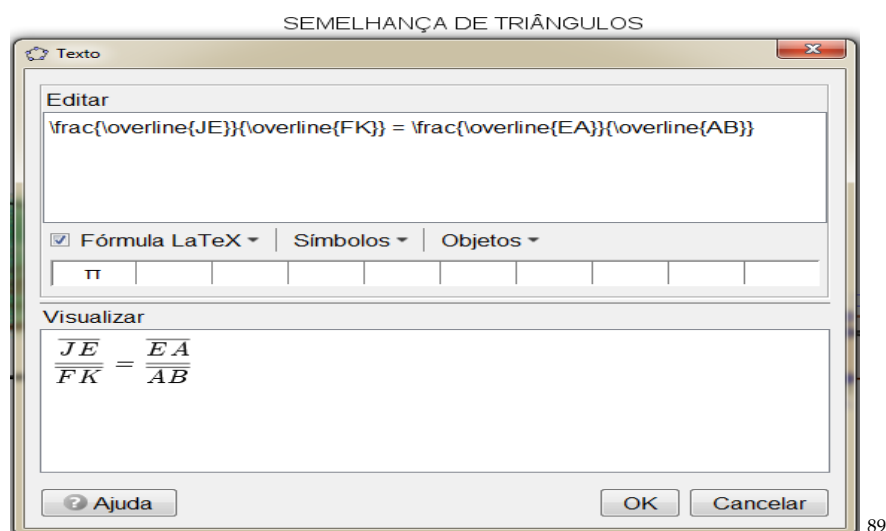 SEMELHANÇA DE TRIÂNGULOS
Texto
Editar
\frac{\overline{JE}}{\overline{FK}} = \frac{\overline{EA}}{\overline{AB}}
Fórmula LaTeX Símbolos Objetos
π
Visualizar
JE EA
= 
FK AB
? Ajuda OK Cancelar
89